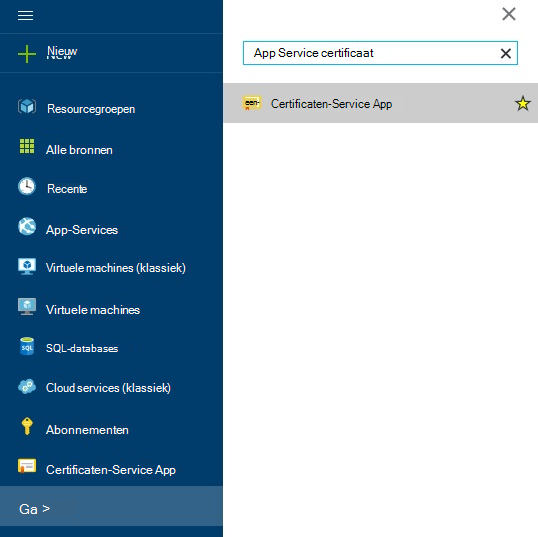 Nieuw
Resourcegroepen
Alle bronnen
Recente
App-Services
Virtuele machines (klassiek)
Virtuele machines
SQL-databases
Cloud services (klassiek)
Abonnementen
Certificaten-Service App
Ga >
App Service certificaat
Certificaten-Service App